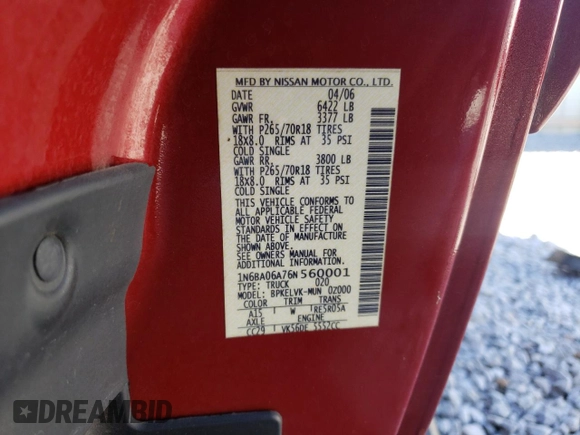 MFD BY NISSAN MOTOR CO., LTD.
DATE 04/06
GVWR 6422 LB
GAWR FR. 3377 LB
WITH P265/70R18 TIRES
18x8.0 RIMS AT 35 PSI
COLD SINGLE
GAWR RR. 3800 LB
WITH P265/70R18 TIRES
18x8.0 RIMS AT 35 PSI
COLD SINGLE
THIS VEHICLE CONFORMS TO
ALL APPLICABLE FEDERAL
MOTOR VEHICLE SAFETY
STANDARDS IN EFFECT ON
THE DATE OF MANUFACTURE
SHOWN ABOVE.
SEE OWNERS MANUAL FOR
ADDITIONAL INFORMATION
1N6BA06A76N560001
TYPE: TRUCK 020
MODEL: BPKELVK-MUN 02000
COLOR TRIM TRANS
A15 W RE5R05A
AXLE ENGINE
CC29 VK56DE 5552CC
DREAMBID